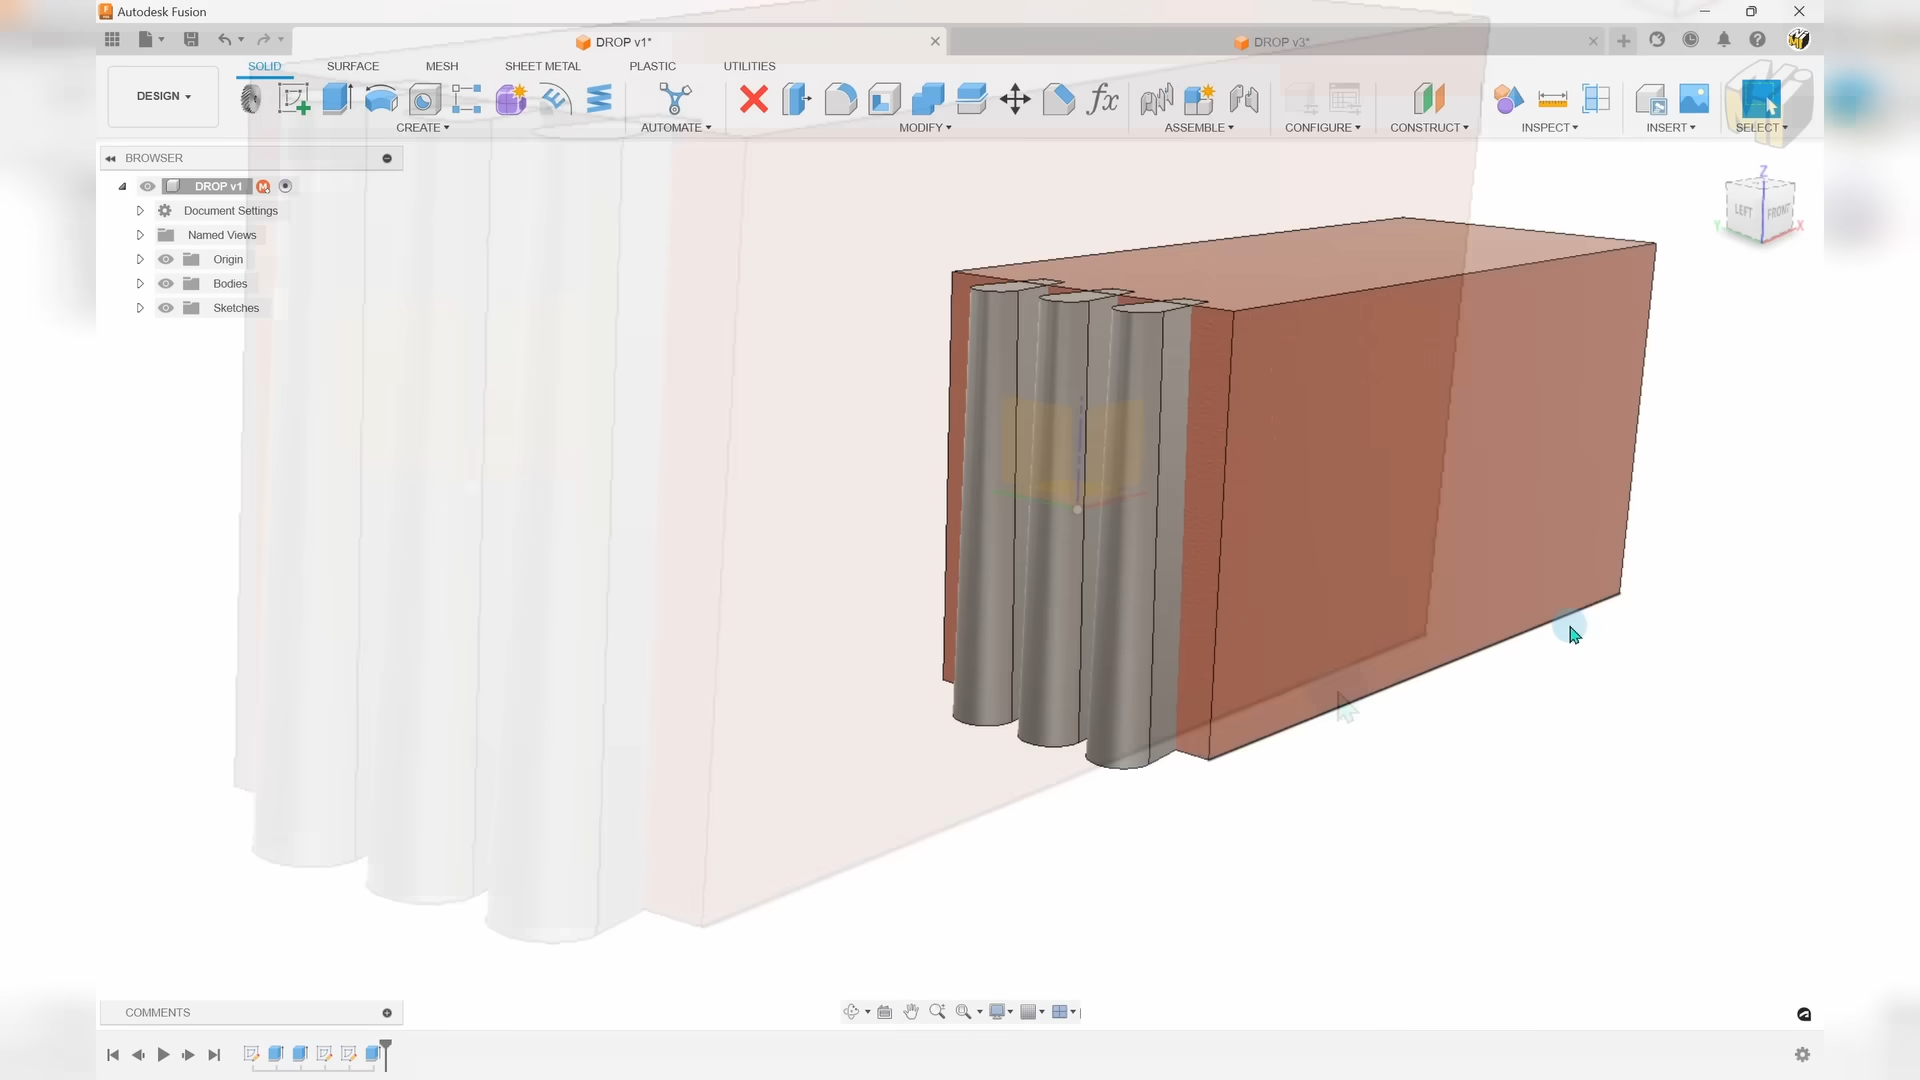 Autodesk Fusion
DROP v1*
DROP v3*
SOLID
SURFACE
MESH
SHEET METAL
PLASTIC
UTILITIES
DESIGN
CREATE
AUTOMATE
MODIFY
ASSEMBLE
CONFIGURE
CONSTRUCT
INSPECT
INSERT
SELECT
BROWSER
DROP v1
Document Settings
Named Views
Origin
Bodies
Sketches
Z
LEFT
FRONT
Y
X
COMMENTS